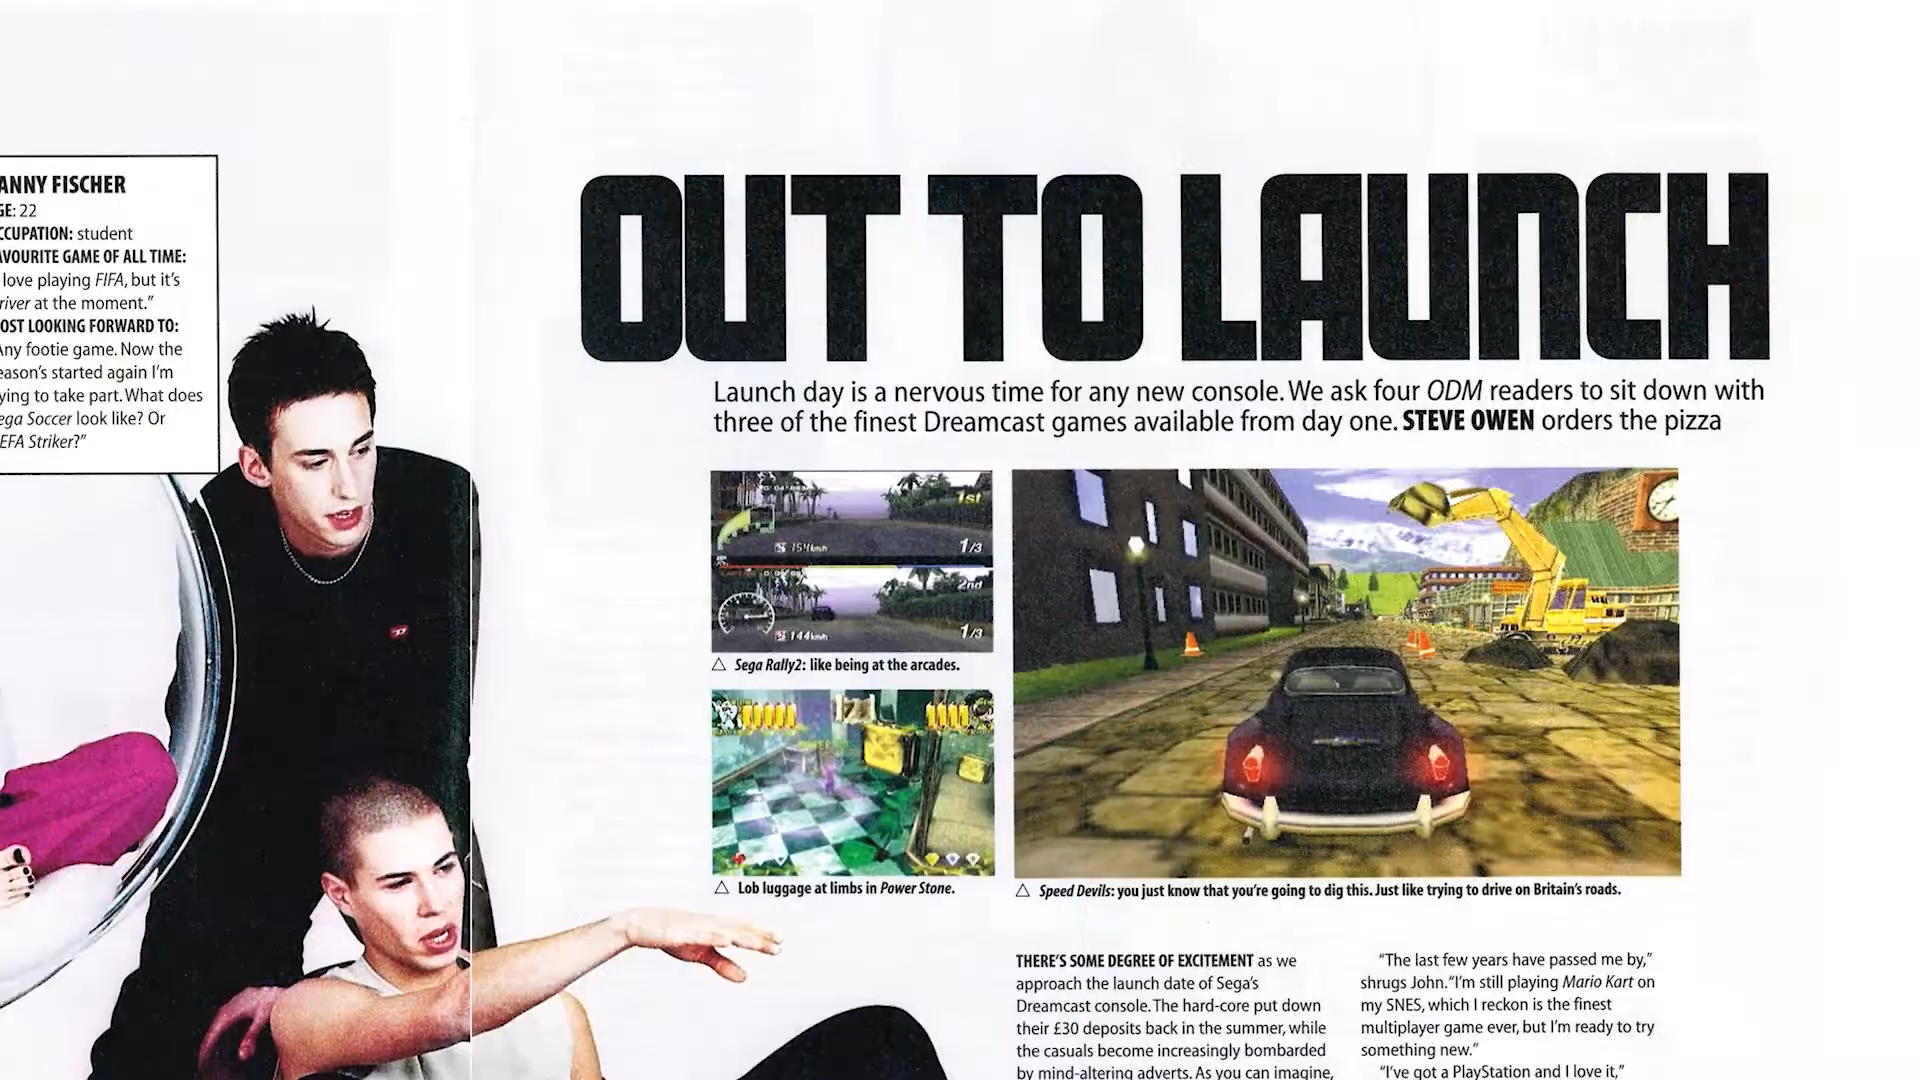 ANNY FISCHER
GE: 22
CCUPATION: student
AVOURITE GAME OF ALL TIME:
love playing FIFA, but it's
river at the moment."
OST LOOKING FORWARD TO:
Any footie game. Now the
eason's started again I'm
ying to take part. What does
ega Soccer look like? Or
EFA Striker?"
OUT TO LAUNCH
Launch day is a nervous time for any new console. We ask four ODM readers to sit down with
three of the finest Dreamcast games available from day one. STEVE OWEN orders the pizza
1st
154km/h
1/3
2nd
144km/h
1/3
△ Sega Rally2: like being at the arcades.
△ Lob luggage at limbs in Power Stone.
△ Speed Devils: you just know that you're going to dig this. Just like trying to drive on Britain's roads.
THERE'S SOME DEGREE OF EXCITEMENT as we
approach the launch date of Sega's
Dreamcast console. The hard-core put down
their £30 deposits back in the summer, while
the casuals become increasingly bombarded
by mind-altering adverts. As you can imagine,
"The last few years have passed me by,"
shrugs John. "I'm still playing Mario Kart on
my SNES, which I reckon is the finest
multiplayer game ever, but I'm ready to try
something new."
"I've got a PlayStation and I love it,"